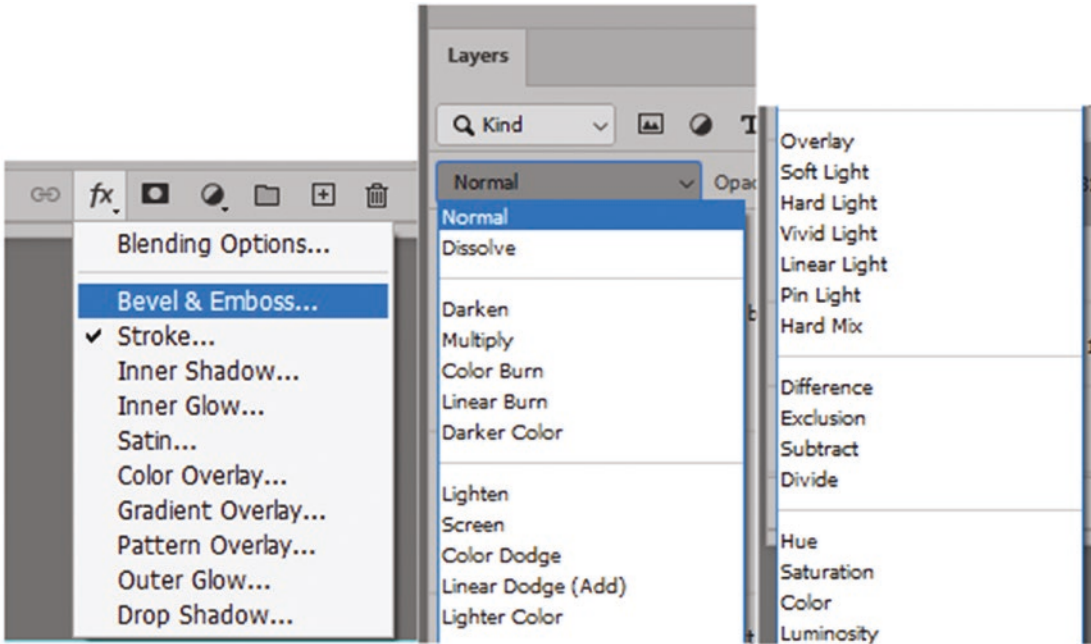 fx
Blending Options...
Bevel & Emboss...
Stroke...
Inner Shadow...
Inner Glow...
Satin...
Color Overlay...
Gradient Overlay...
Pattern Overlay...
Outer Glow...
Drop Shadow...
Layers
Kind
T
Normal
Opac
Normal
Dissolve
Darken
Multiply
Color Burn
Linear Burn
Darker Color
Lighten
Screen
Color Dodge
Linear Dodge (Add)
Lighter Color
Overlay
Soft Light
Hard Light
Vivid Light
Linear Light
Pin Light
Hard Mix
Difference
Exclusion
Subtract
Divide
Hue
Saturation
Color
Luminosity